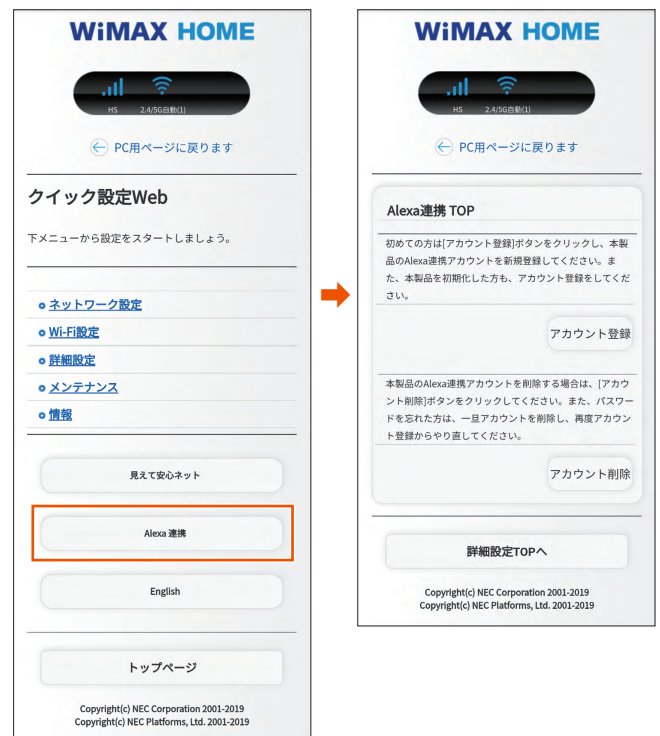 WiMAX HOME
HS 2.4/5G自動(1)
PC用ページに戻ります
クイック設定Web
下メニューから設定をスタートしましょう。
ネットワーク設定
Wi-Fi設定
詳細設定
メンテナンス
情報
見えて安心ネット
Alexa 連携
English
トップページ
Copyright(c) NEC Corporation 2001-2019
Copyright(c) NEC Platforms, Ltd. 2001-2019
WiMAX HOME
HS 2.4/5G自動(1)
PC用ページに戻ります
Alexa連携 TOP
初めての方は[アカウント登録]ボタンをクリックし、本製
品のAlexa連携アカウントを新規登録してください。ま
た、本製品を初期化した方も、アカウント登録をしてくだ
さい。
アカウント登録
本製品のAlexa連携アカウントを削除する場合は、[アカウ
ント削除]ボタンをクリックしてください。また、パスワー
ドを忘れた方は、一旦アカウントを削除し、再度アカウン
ト登録からやり直してください。
アカウント削除
詳細設定TOPへ
Copyright(c) NEC Corporation 2001-2019
Copyright(c) NEC Platforms, Ltd. 2001-2019